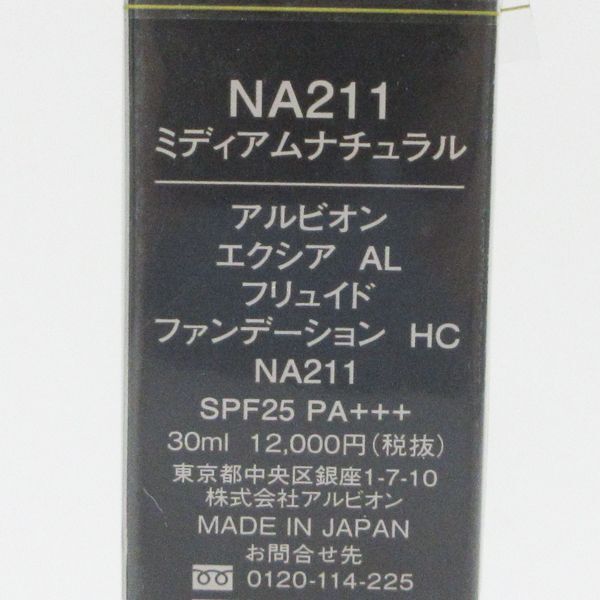 NA211
ミディアムナチュラル
アルビオン
エクシア AL
フリュイド
ファンデーション HC
NA211
SPF25 PA+++
30ml 12,000円(税抜)
東京都中央区銀座1-7-10
株式会社アルビオン
MADE IN JAPAN
お問合せ先
0120-114-225